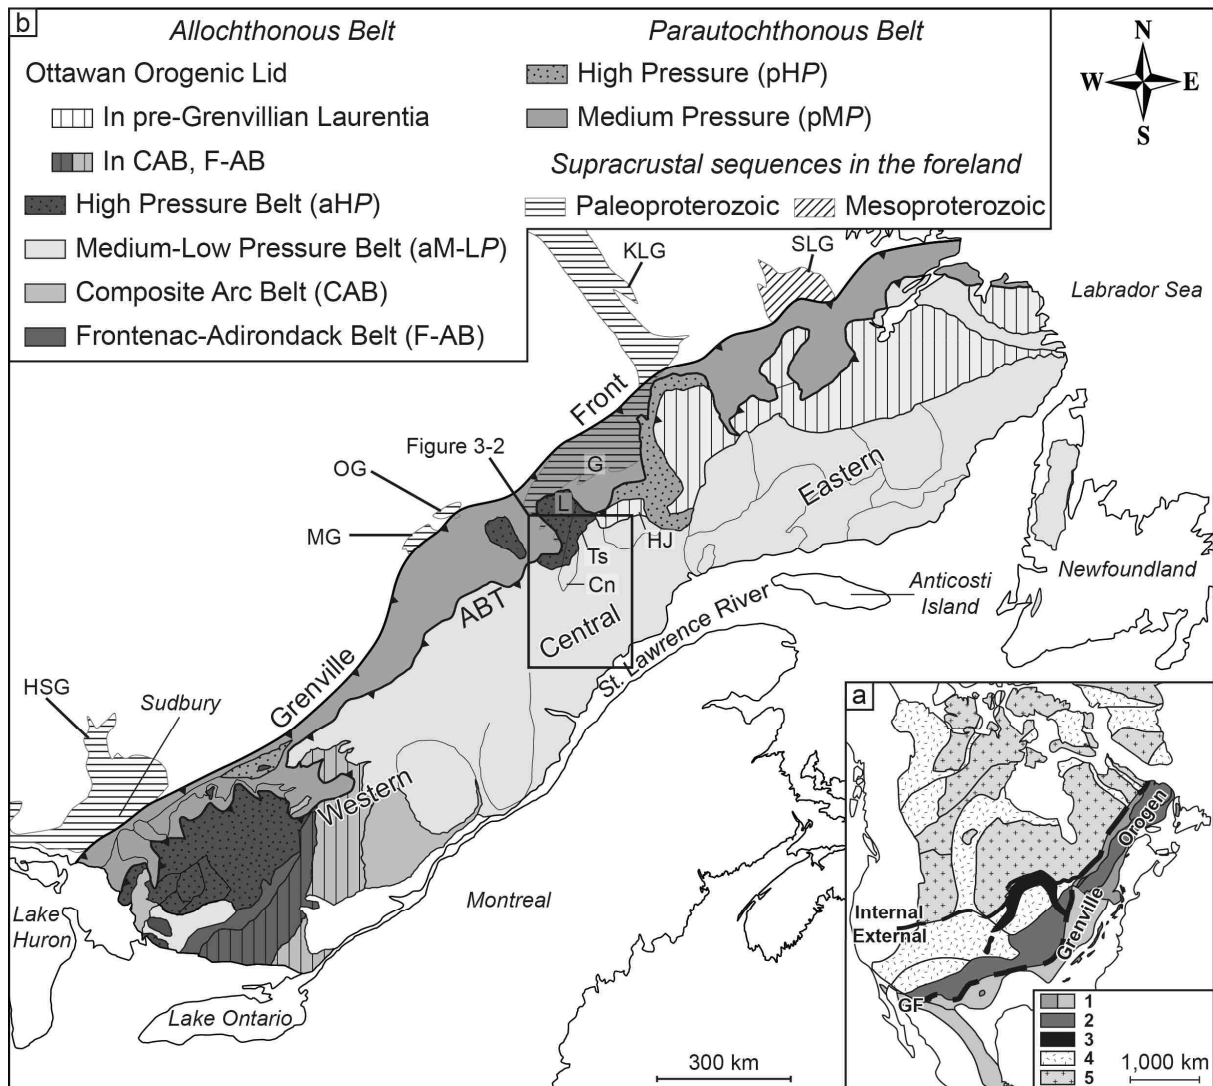 b
Allochthonous Belt
Ottawan Orogenic Lid
In pre-Grenvillian Laurentia
In CAB, F-AB
High Pressure Belt (aHP)
Medium-Low Pressure Belt (aM-LP)
Composite Arc Belt (CAB)
Frontenac-Adirondack Belt (F-AB)
Parautochthonous Belt
High Pressure (pHP)
Medium Pressure (pMP)
Supracrustal sequences in the foreland
Paleoproterozoic
Mesoproterozoic
N
W
E
S
KLG
SLG
Labrador Sea
Front
Figure 3-2
G
OG
L
Eastern
MG
HJ
Ts
Cn
ABT
Anticosti
Island
Newfoundland
Central
St. Lawrence River
Grenville
HSG
Sudbury
Western
Lake
Huron
Montreal
Lake Ontario
300 km
a
Orogen
Internal
External
Grenville
GF
1
2
3
4
5
1,000 km